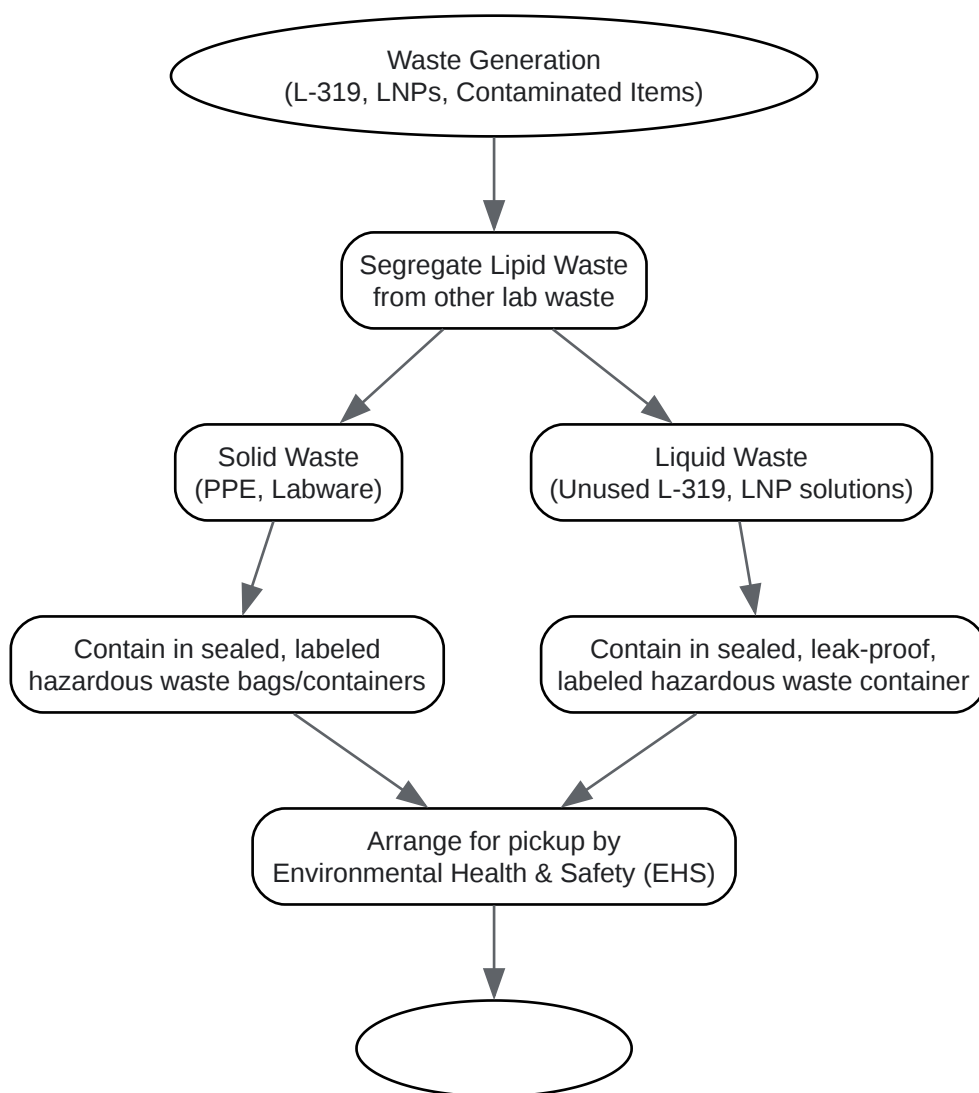 Waste Generation
(L-319, LNPs, Contaminated Items)
Segregate Lipid Waste
from other lab waste
Solid Waste
(PPE, Labware)
Liquid Waste
(Unused L-319, LNP solutions)
Contain in sealed, labeled
hazardous waste bags/containers
Contain in sealed, leak-proof,
labeled hazardous waste container
Arrange for pickup by
Environmental Health & Safety (EHS)